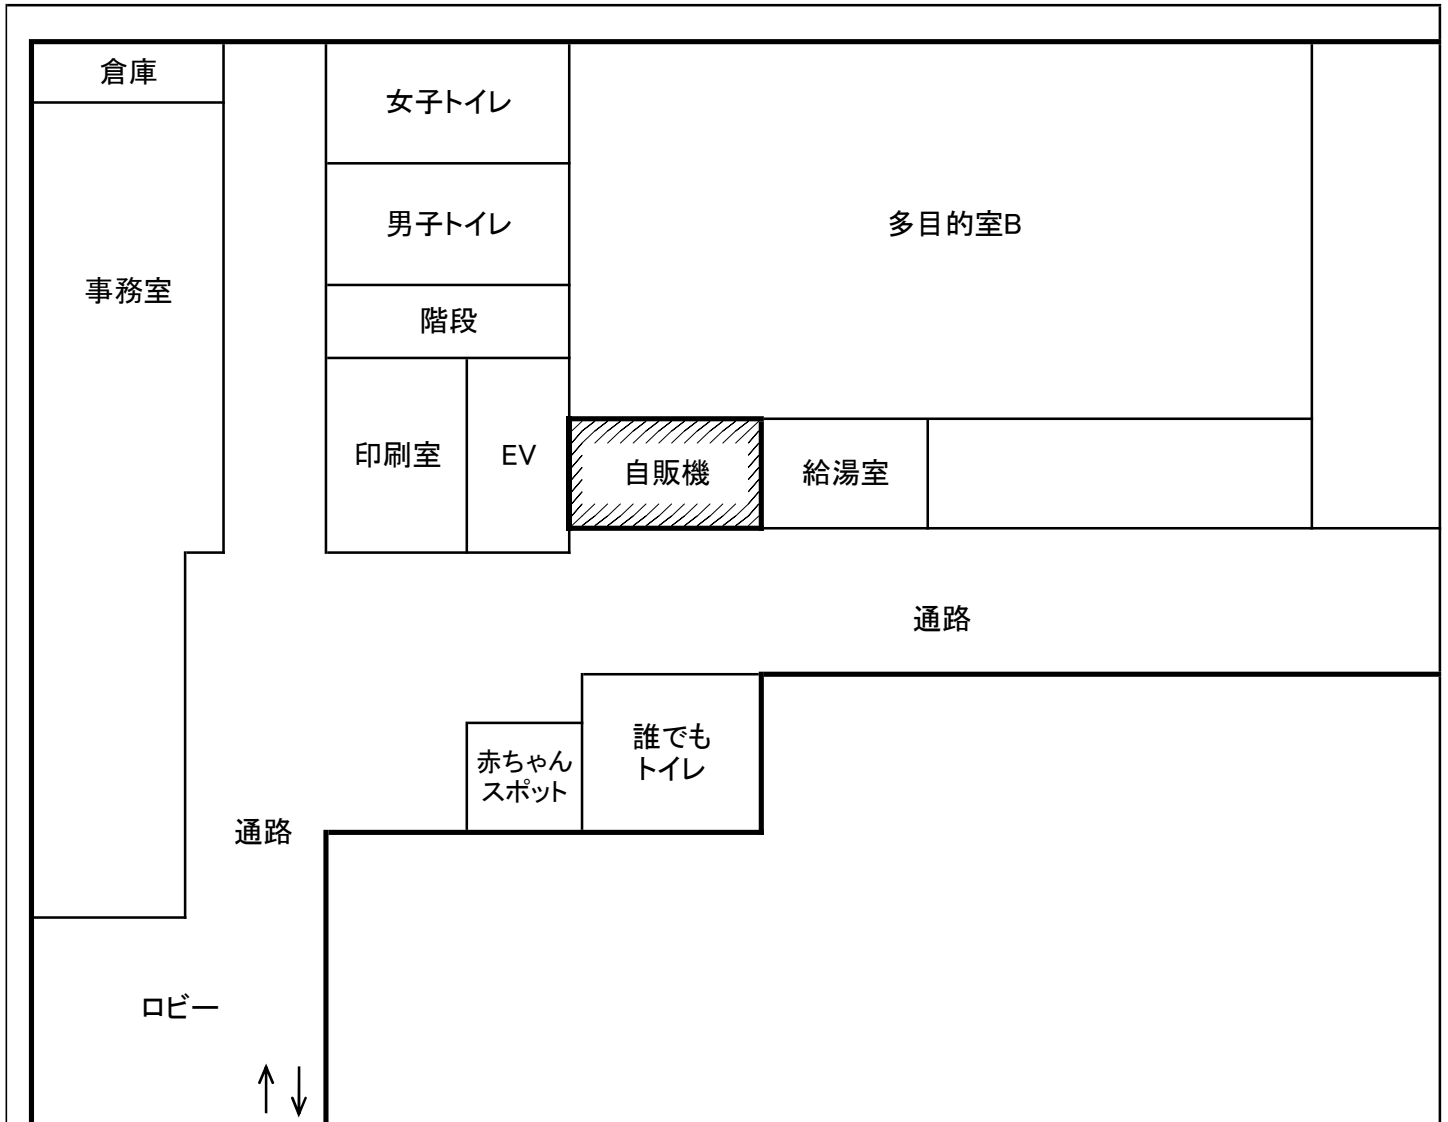 倉庫
女子トイレ
男子トイレ
多目的室B
事務室
階段
印刷室
EV
自販機
給湯室
通路
誰でも
トイレ
赤ちゃん
スポット
通路
ロビー